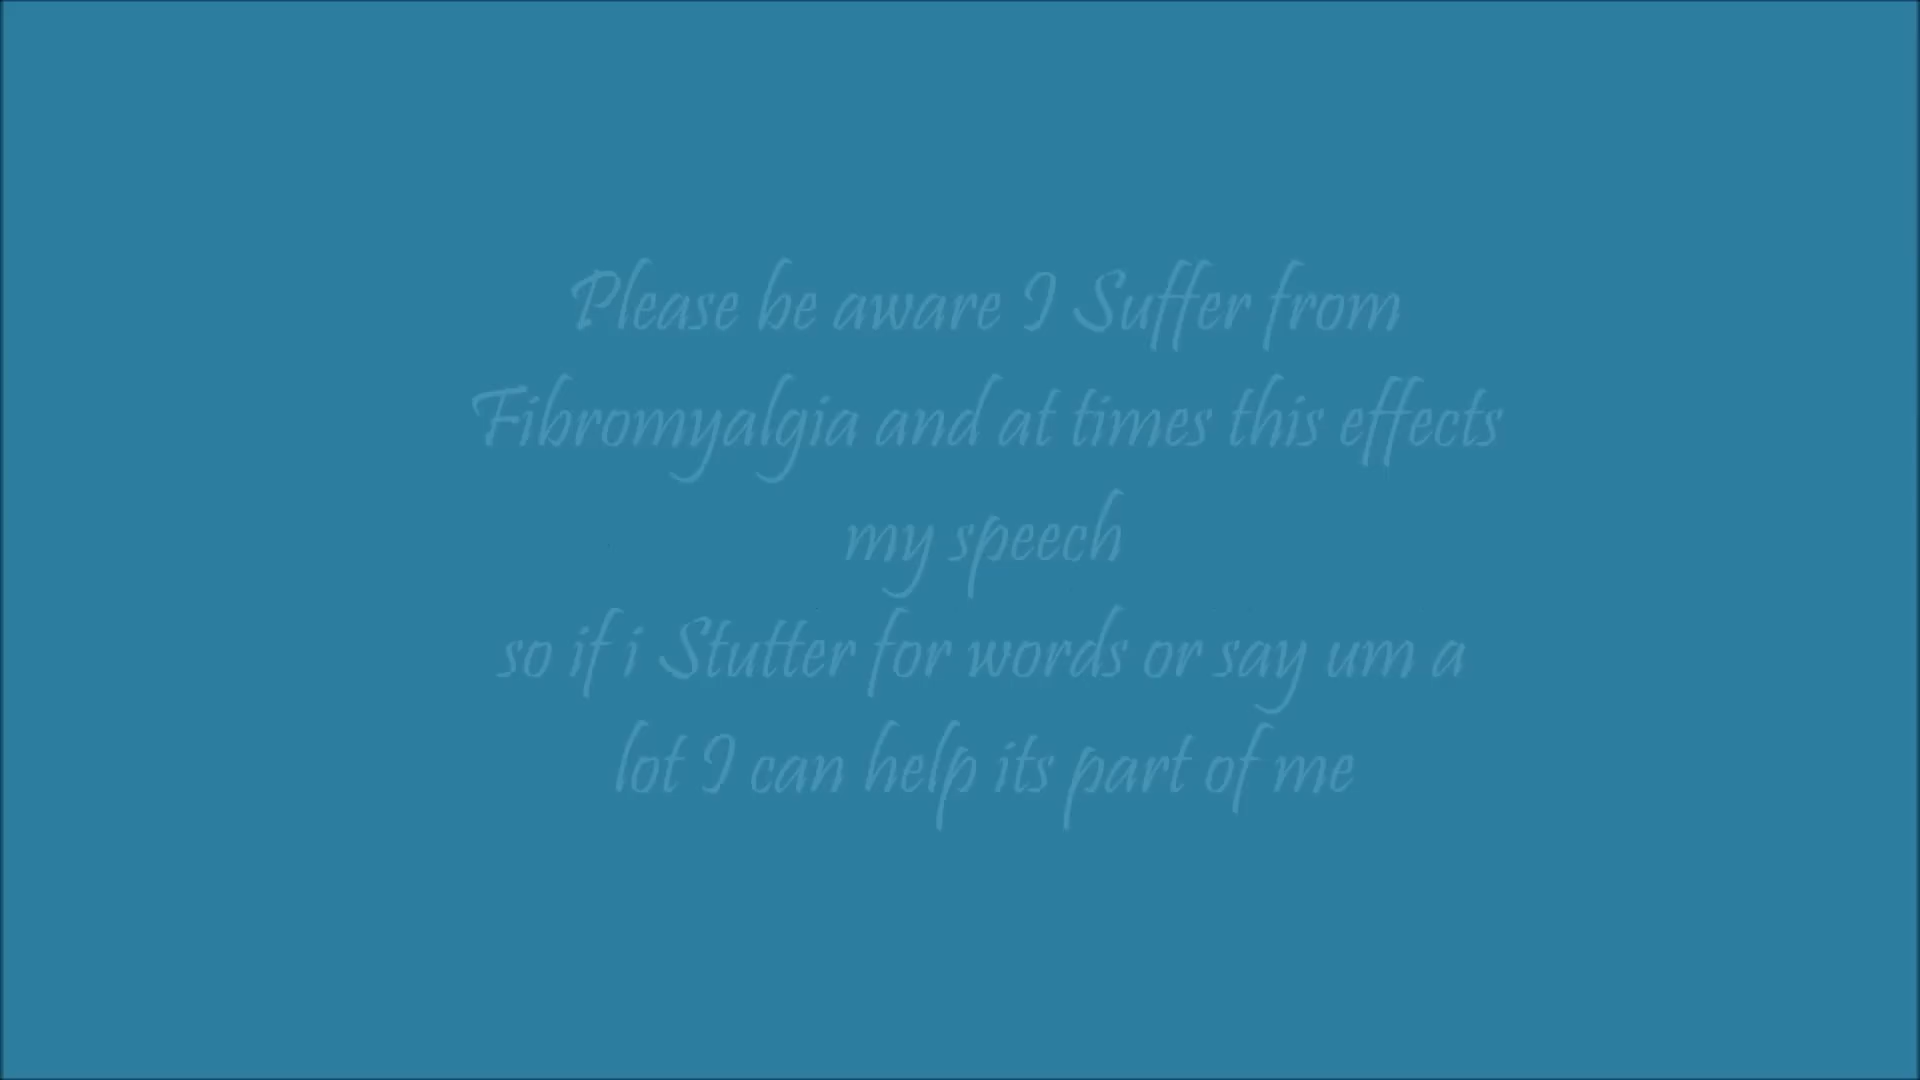 Please be aware I Suffer from
Fibromyalgia and at times this effects
my speech
so if i Stutter for words or say um a
lot I can help its part of me